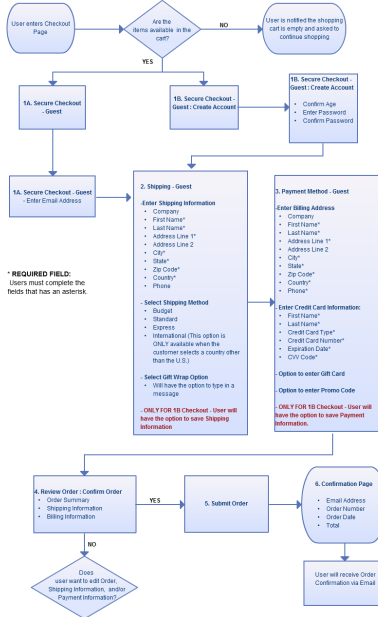 User enters Checkout
Page
Are the
items available in the
cart?
NO
User is notified the shopping
cart is empty and asked to
continue shopping
YES
1A. Secure Checkout -
Guest
1B. Secure Checkout -
Guest : Create Account
1B. Secure Checkout -
Guest : Create Account
• Confirm Age
• Enter Password
• Confirm Password
1A. Secure Checkout - Guest
- Enter Email Address
* REQUIRED FIELD:
Users must complete the
fields that has an asterisk.
2. Shipping - Guest
-Enter Shipping Information
• Company
• First Name*
• Last Name*
• Address Line 1*
• Address Line 2
• City*
• State*
• Zip Code*
• Country*
• Phone
- Select Shipping Method
• Budget
• Standard
• Express
• International (This option is
ONLY available when the
customer selects a country other
than the U.S.)
- Select Gift Wrap Option
• Will have the option to type in a
message
- ONLY FOR 1B Checkout - User will
have the option to save Shipping
Information
3. Payment Method - Guest
-Enter Billing Address
• Company
• First Name*
• Last Name*
• Address Line 1*
• Address Line 2
• City*
• State*
• Zip Code*
• Country*
• Phone*
- Enter Credit Card Information:
• First Name*
• Last Name*
• Credit Card Type*
• Credit Card Number*
• Expiration Date*
• CVV Code*
- Option to enter Gift Card
- Option to enter Promo Code
- ONLY FOR 1B Checkout - User will
have the option to save Payment
Information.
4. Review Order : Confirm Order
• Order Summary
• Shipping Information
• Billing Information
YES
5. Submit Order
6. Confirmation Page
• Email Address
• Order Number
• Order Date
• Total
NO
Does
user want to edit Order,
Shipping Information, and/or
Payment Information?
User will receive Order
Confirmation via Email